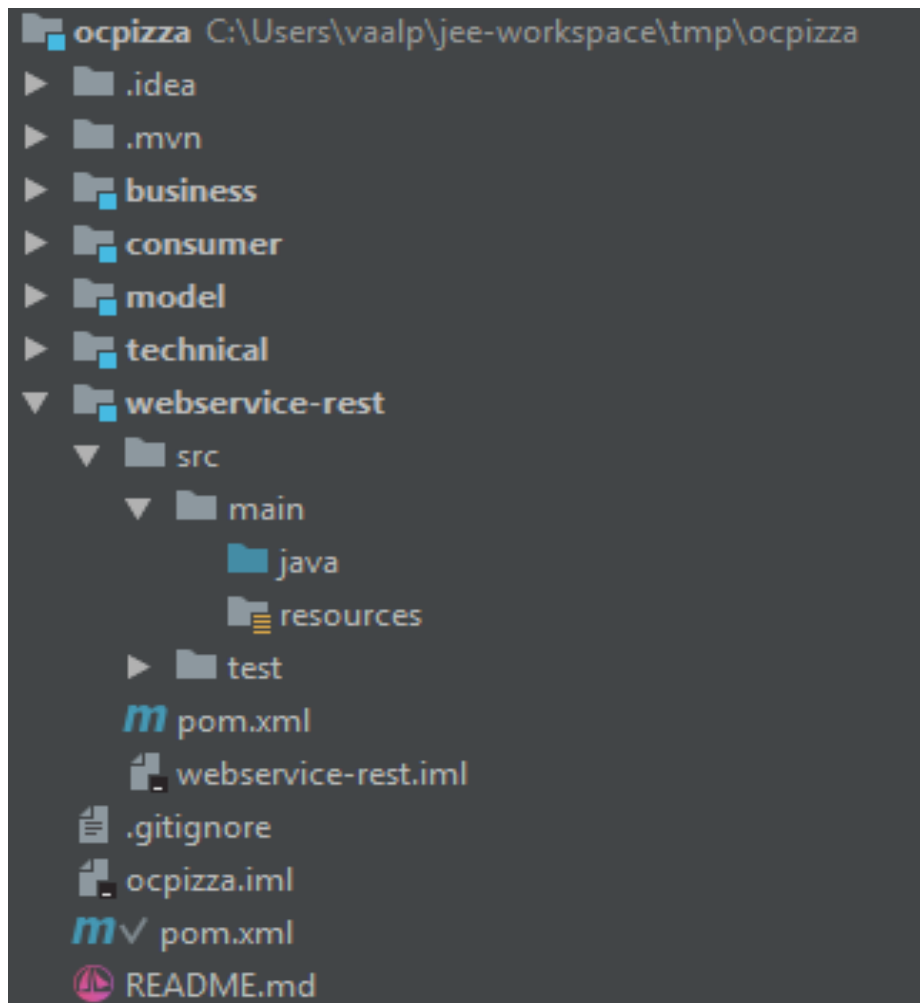 ocpizza C:\Users\vaalp\jee-workspace\tmp\ocpizza
.idea
.mvn
business
consumer
model
technical
webservice-rest
src
main
java
resources
test
pom.xml
webservice-rest.iml
.gitignore
ocpizza.iml
pom.xml
README.md